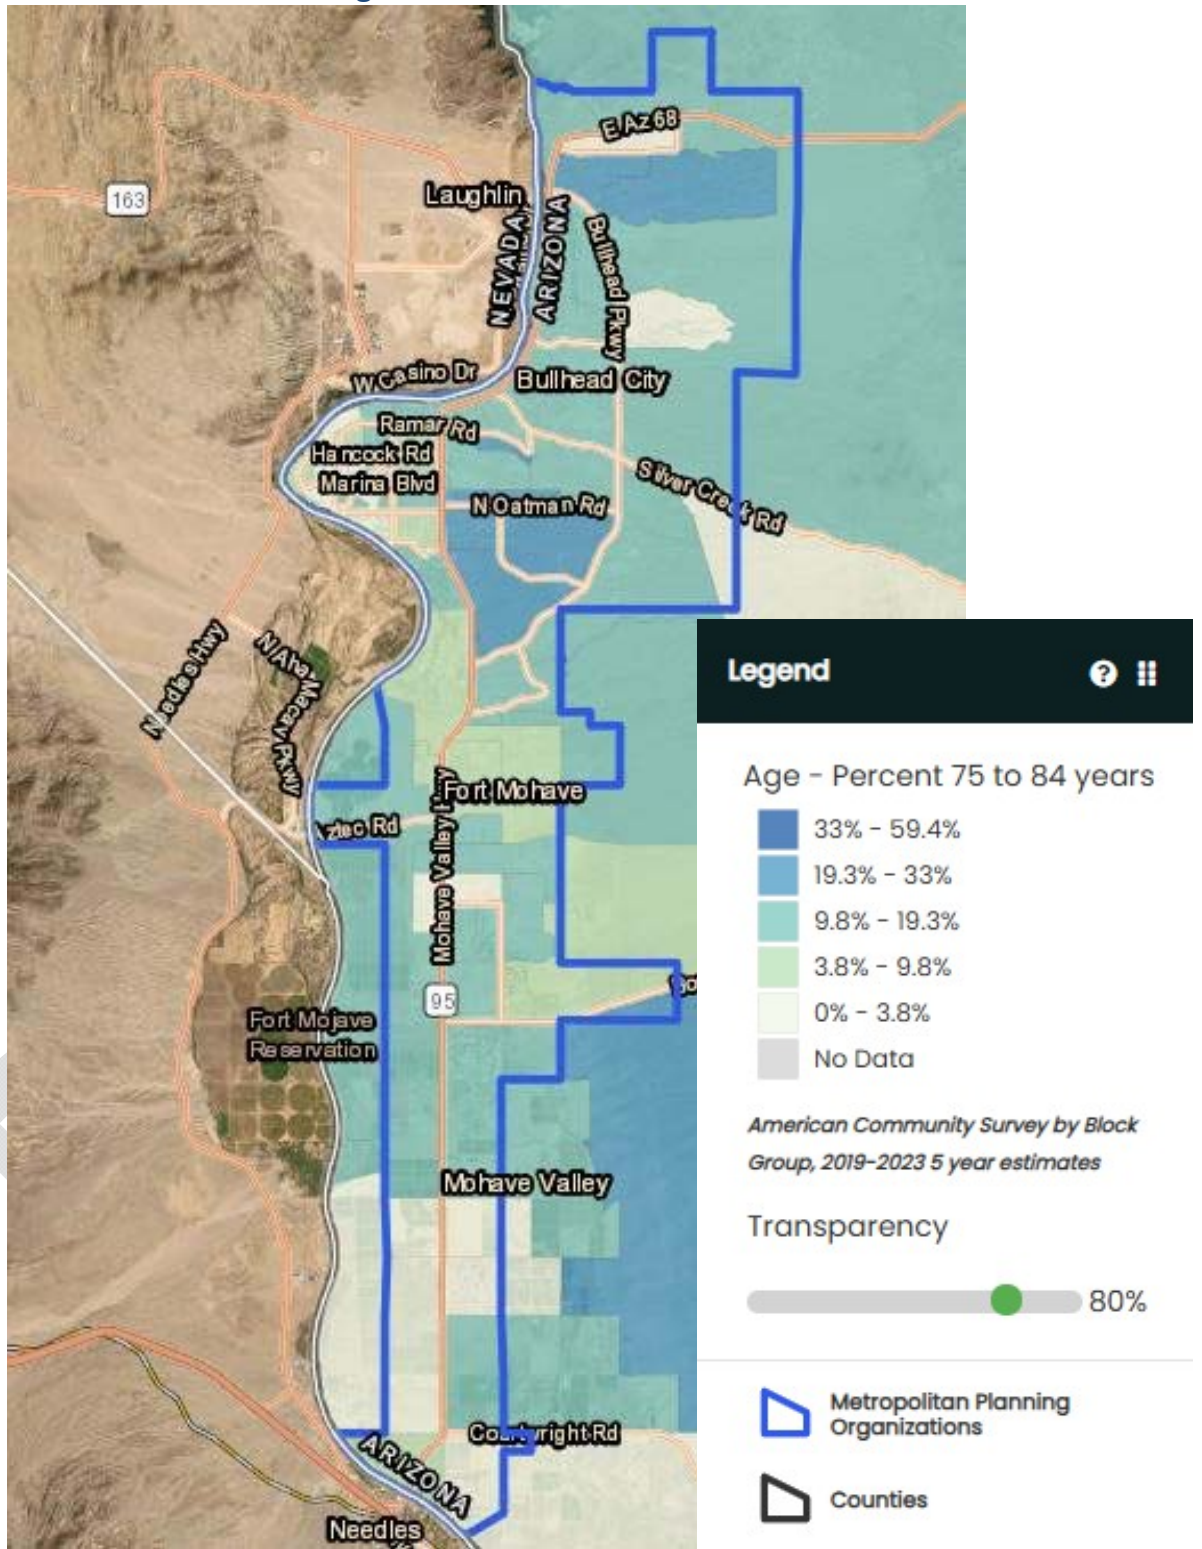 E Az 68
163
Laughlin
NEVADA
ARIZONA
Bullhead Pkwy
W Casino Dr
Bullhead City
Ramar Rd
Hancock Rd
Marina Blvd
N Oatman Rd
Silver Creek Rd
Needles Hwy
N Aha Macav Pkwy
Fort Mohave
Aztec Rd
Mohave Valley Hwy
95
Fort Mojave
Reservation
Mohave Valley
Courtwright Rd
ARIZONA
Needles
Legend
?
Age - Percent 75 to 84 years
33% - 59.4%
19.3% - 33%
9.8% - 19.3%
3.8% - 9.8%
0% - 3.8%
No Data
American Community Survey by Block
Group, 2019-2023 5 year estimates
Transparency
80%
Metropolitan Planning
Organizations
Counties